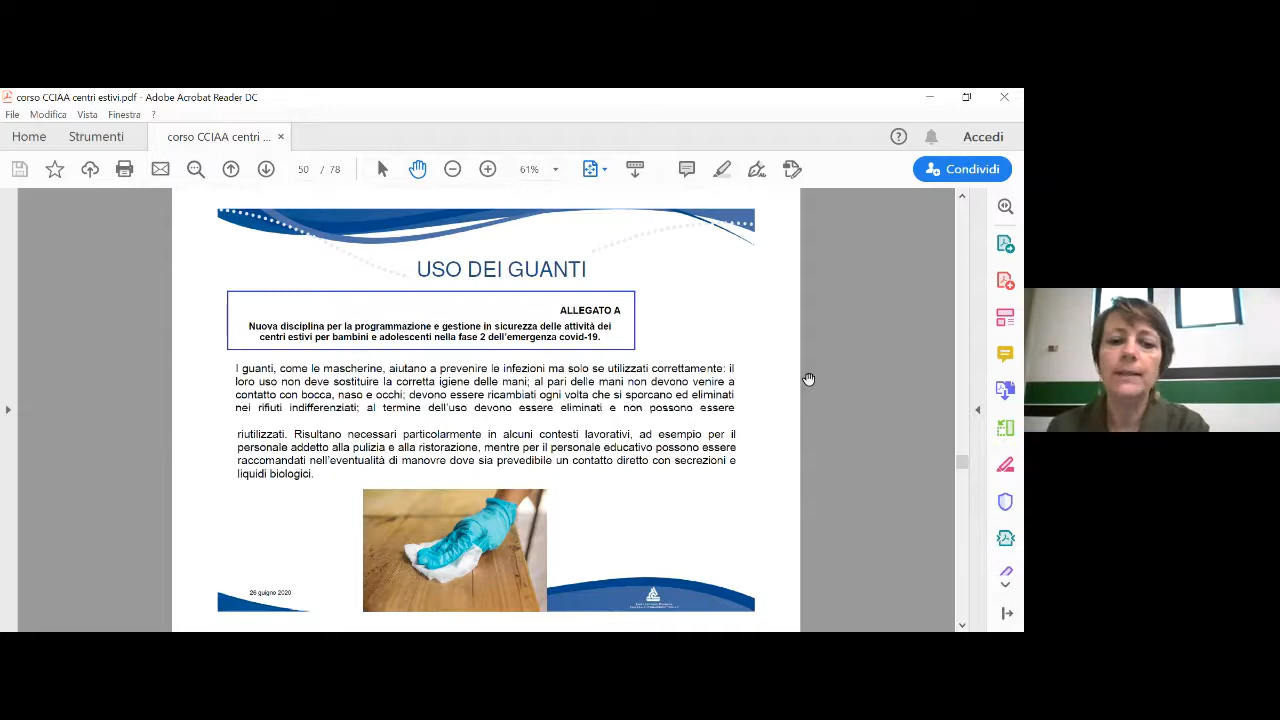 corso CCIAA centri estivi.pdf - Adobe Acrobat Reader DC
File Modifica Vista Finestra ?
Home Strumenti corso CCIAA centri ... × Accedi
50 / 78 61% Condividi
USO DEI GUANTI
ALLEGATO A
Nuova disciplina per la programmazione e gestione in sicurezza delle attività dei
centri estivi per bambini e adolescenti nella fase 2 dell'emergenza covid-19.
I guanti, come le mascherine, aiutano a prevenire le infezioni ma solo se utilizzati correttamente: il
loro uso non deve sostituire la corretta igiene delle mani; al pari delle mani non devono venire a
contatto con bocca, naso e occhi; devono essere ricambiati ogni volta che si sporcano ed eliminati
nei rifiuti indifferenziati; al termine dell'uso devono essere eliminati e non possono essere
riutilizzati. Risultano necessari particolarmente in alcuni contesti lavorativi, ad esempio per il
personale addetto alla pulizia e alla ristorazione, mentre per il personale educativo possono essere
raccomandati nell'eventualità di manovre dove sia prevedibile un contatto diretto con secrezioni e
liquidi biologici.
26 guigno 2020